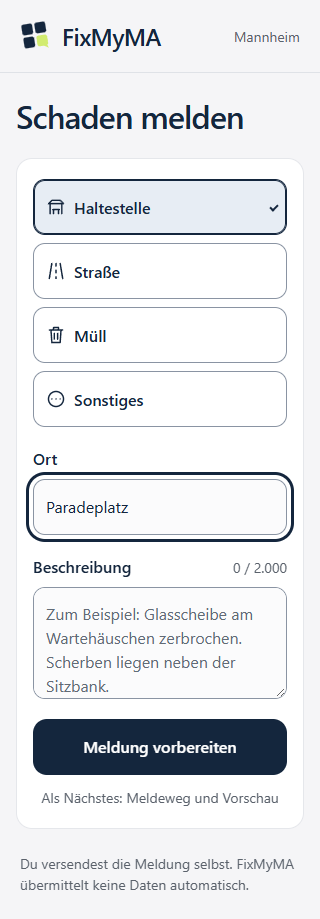 FixMyMA
Mannheim
Schaden melden
Haltestelle
Straße
Müll
Sonstiges
Ort
Paradeplatz
Beschreibung
0 / 2.000
Zum Beispiel: Glasscheibe am
Wartehäuschen zerbrochen.
Scherben liegen neben der
Sitzbank.
Meldung vorbereiten
Als Nächstes: Meldeweg und Vorschau
Du versendest die Meldung selbst. FixMyMA
übermittelt keine Daten automatisch.